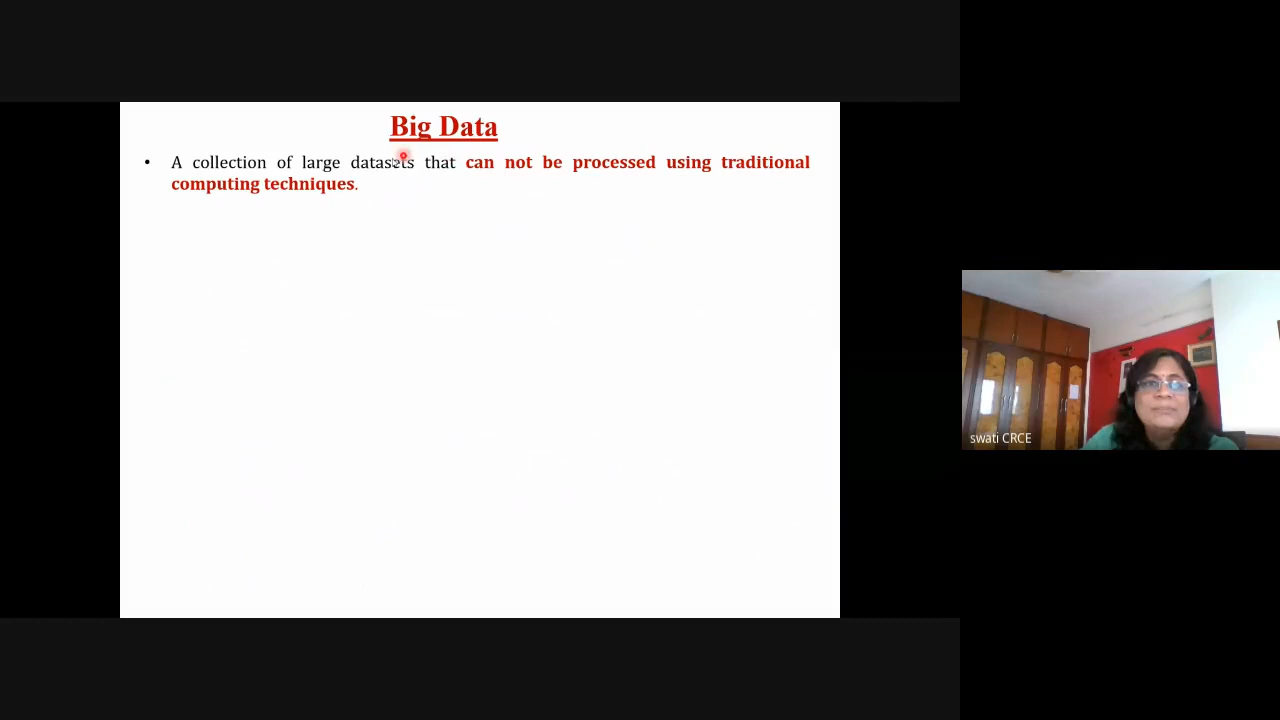 Big Data
• A collection of large datasets that can not be processed using traditional
computing techniques.
swati CRCE